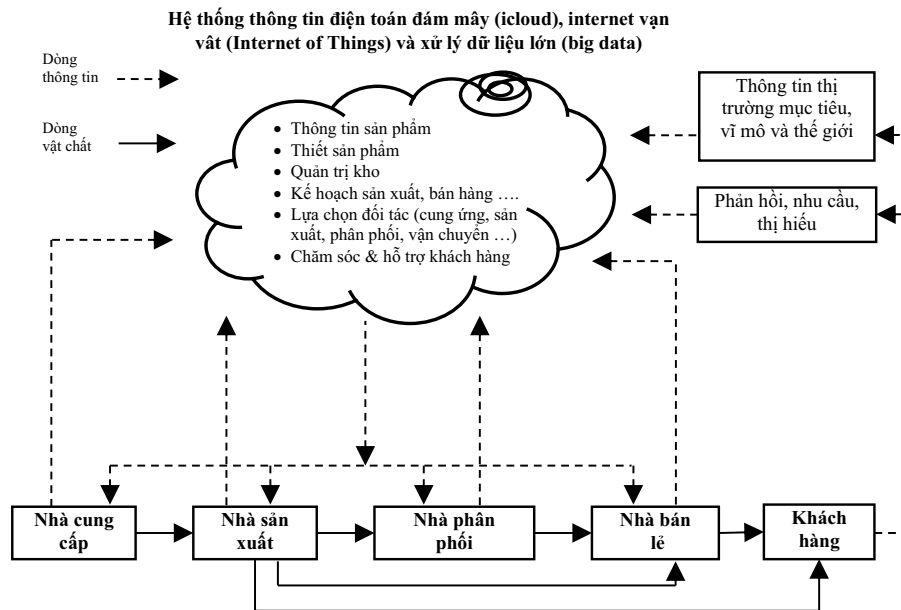 Hệ thống thông tin điện toán đám mây (icloud), internet vạn
vât (Internet of Things) và xử lý dữ liệu lớn (big data)
Dòng
thông tin
Dòng
vật chất
• Thông tin sản phẩm
• Thiết sản phẩm
• Quản trị kho
• Kế hoạch sản xuất, bán hàng ….
• Lựa chọn đối tác (cung ứng, sản
xuất, phân phối, vận chuyển …)
• Chăm sóc & hỗ trợ khách hàng
Thông tin thị
trường mục tiêu,
vĩ mô và thế giới
Phản hồi, nhu cầu,
thị hiếu
Nhà cung
cấp
Nhà sản
xuất
Nhà phân
phối
Nhà bán
lẻ
Khách
hàng